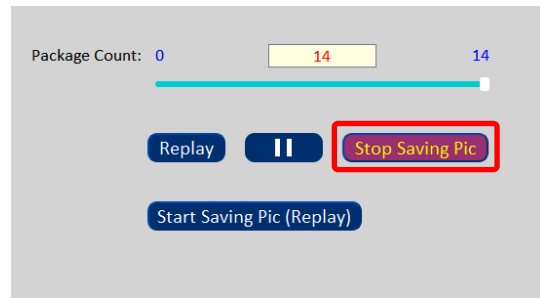 Package Count: 0 14 14
Replay Stop Saving Pic
Start Saving Pic (Replay)